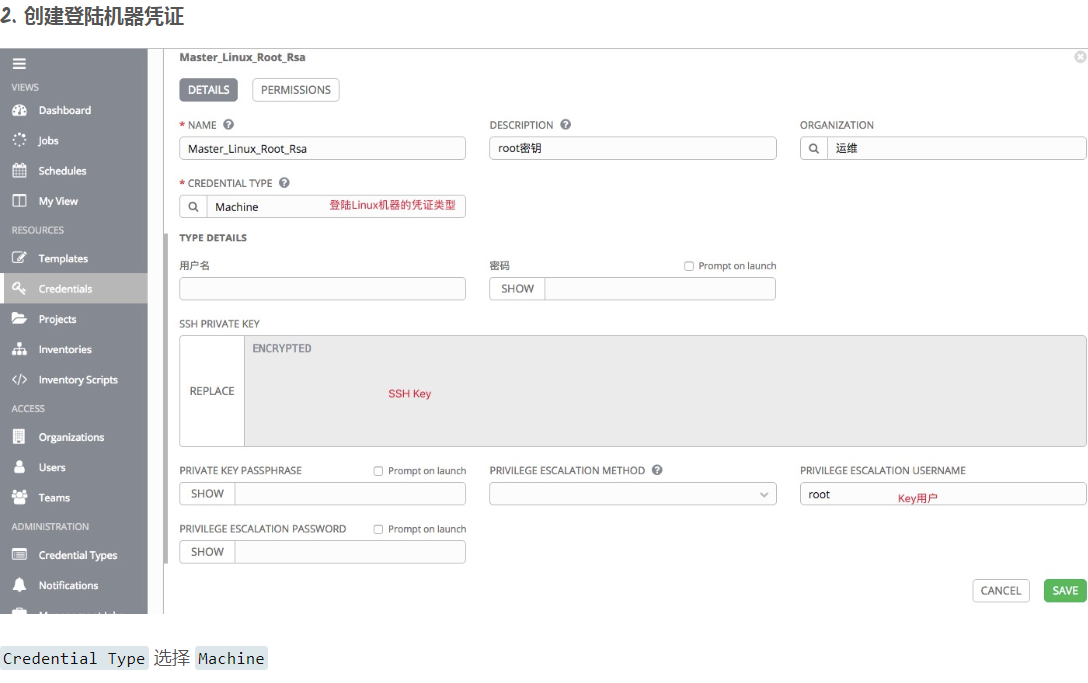 2. 创建登陆机器凭证
VIEWS
Dashboard
Jobs
Schedules
My View
RESOURCES
Templates
Credentials
Projects
Inventories
Inventory Scripts
ACCESS
Organizations
Users
Teams
ADMINISTRATION
Credential Types
Notifications
Master_Linux_Root_Rsa
DETAILS PERMISSIONS
* NAME DESCRIPTION ORGANIZATION
Master_Linux_Root_Rsa root密钥 运维
* CREDENTIAL TYPE
Machine 登陆Linux机器的凭证类型
TYPE DETAILS
用户名 密码 Prompt on launch
SHOW
SSH PRIVATE KEY
ENCRYPTED
REPLACE SSH Key
PRIVATE KEY PASSPHRASE Prompt on launch PRIVILEGE ESCALATION METHOD PRIVILEGE ESCALATION USERNAME
SHOW root Key用户
PRIVILEGE ESCALATION PASSWORD Prompt on launch
SHOW
CANCEL SAVE
Credential Type 选择 Machine